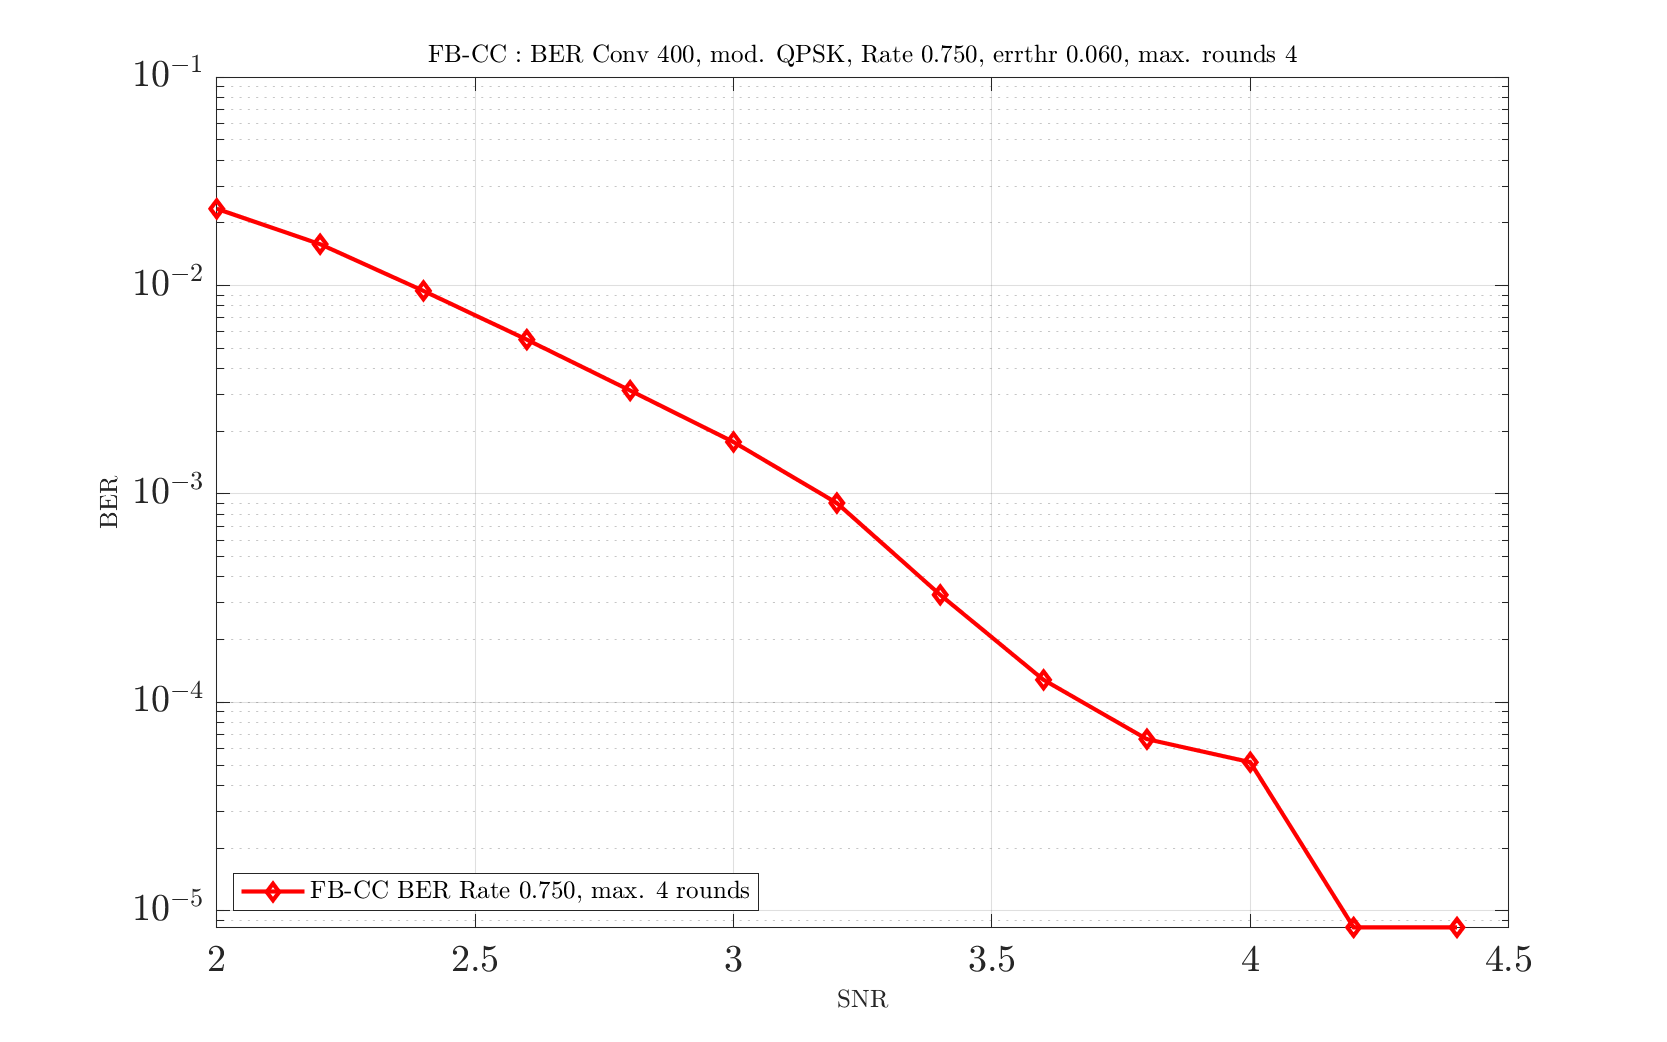 FB-CC : BER Conv 400, mod. QPSK, Rate 0.750, errthr 0.060, max. rounds 4
10⁻¹
10⁻²
10⁻³
10⁻⁴
10⁻⁵
BER
FB-CC BER Rate 0.750, max. 4 rounds
2 2.5 3 3.5 4 4.5
SNR